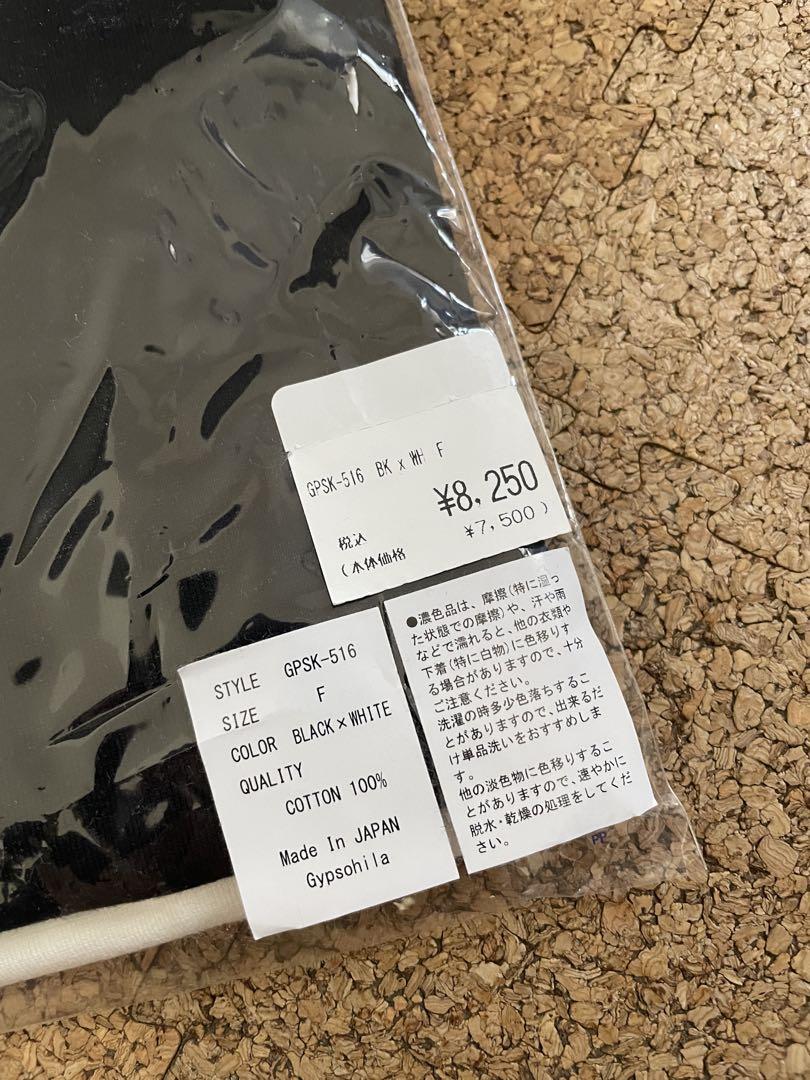 GPSK-516 BK x WH F
¥8,250
税込
(本体価格 ¥7,500)
STYLE GPSK-516
SIZE F
COLOR BLACK×WHITE
QUALITY
COTTON 100%
Made In JAPAN
Gypsohila
●濃色品は、摩擦(特に湿っ
た状態での摩擦)や、汗や雨
などで濡れると、他の衣類や
下着(特に白物)に色移りす
る場合がありますので、十分
ご注意ください。
洗濯の時多少色落ちするこ
とがありますので、出来るだ
け単品洗いをおすすめしま
す。
他の淡色物に色移りするこ
とがありますので、速やかに
脱水・乾燥の処理をしてくだ
さい。
PP